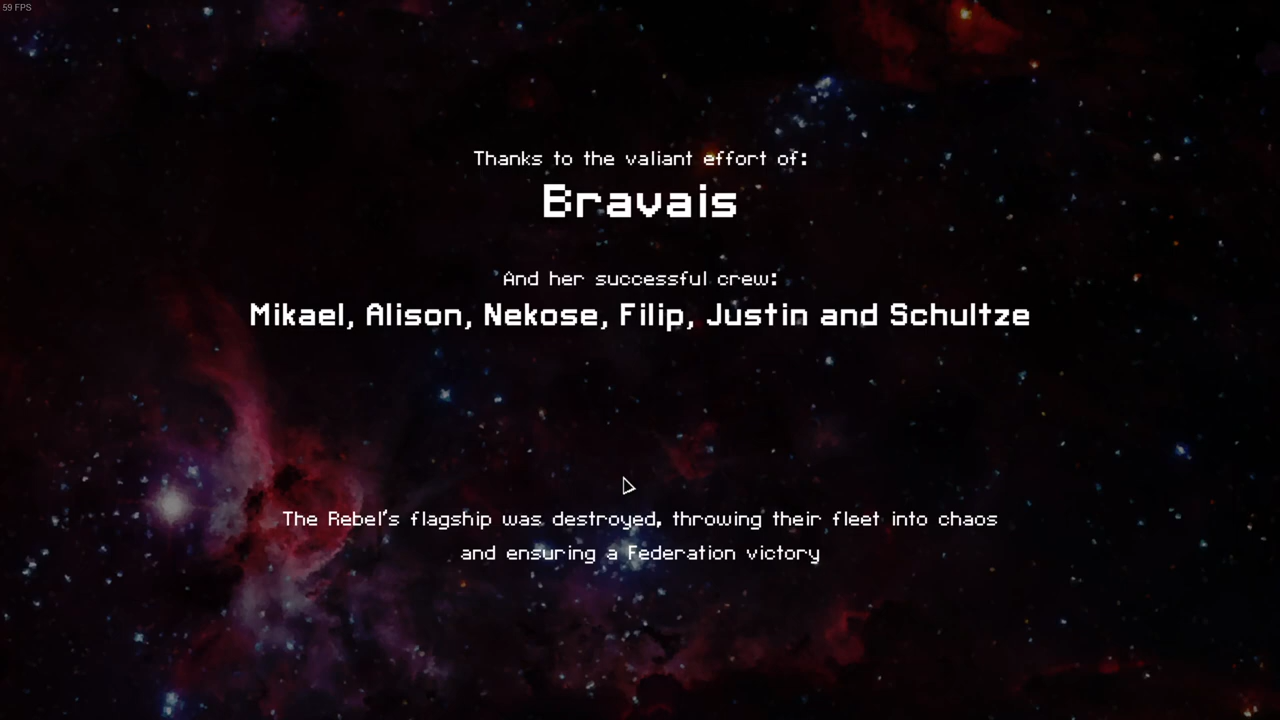 59 FPS
Thanks to the valiant effort of:
Bravais
And her successful crew:
Mikael, Alison, Nekose, Filip, Justin and Schultze
The Rebel's flagship was destroyed, throwing their fleet into chaos
and ensuring a Federation victory